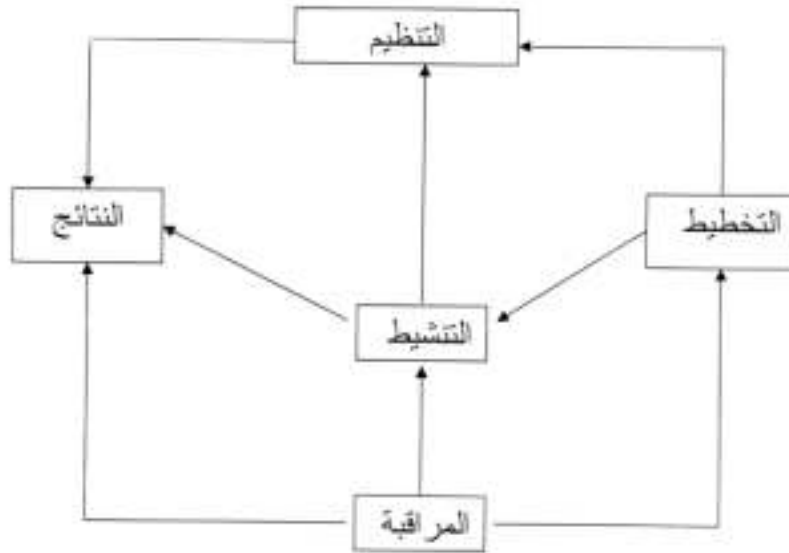 التنظيم
التخطيط
النتائج
التنشيط
المراقبة